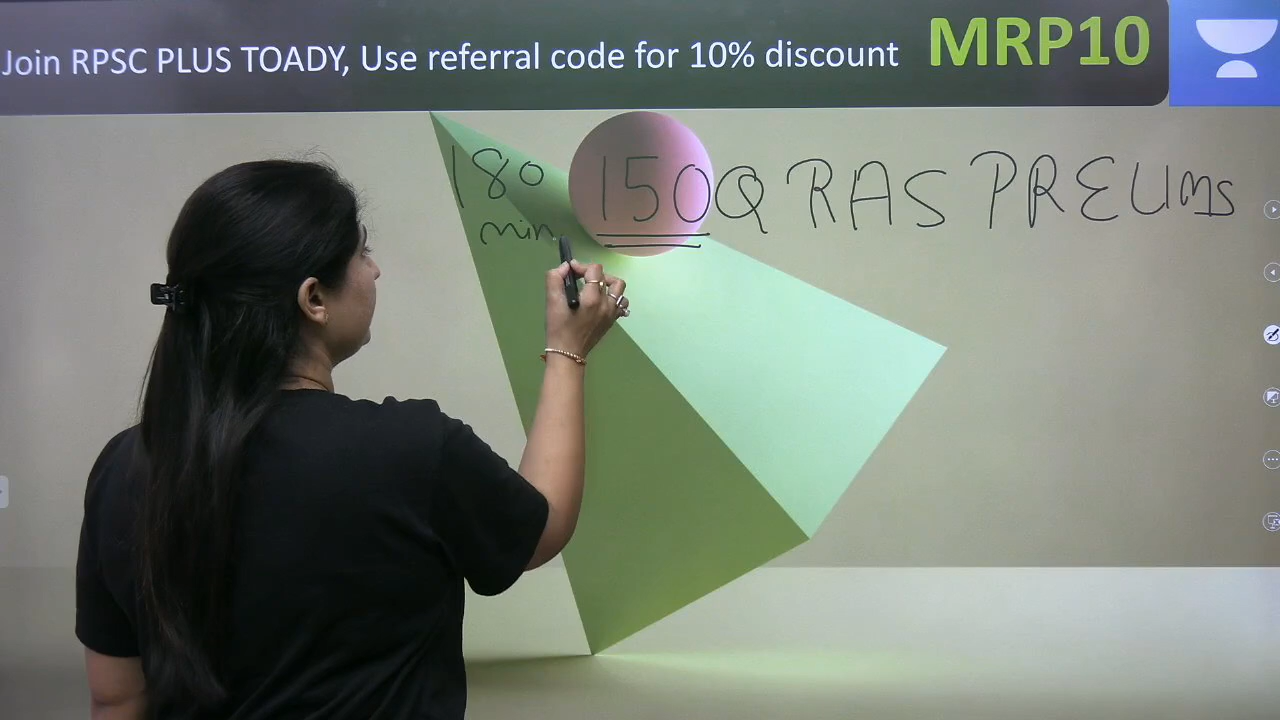 Join RPSC PLUS TOADY, Use referral code for 10% discount MRP10
180 150Q RAS PRELIMS
min